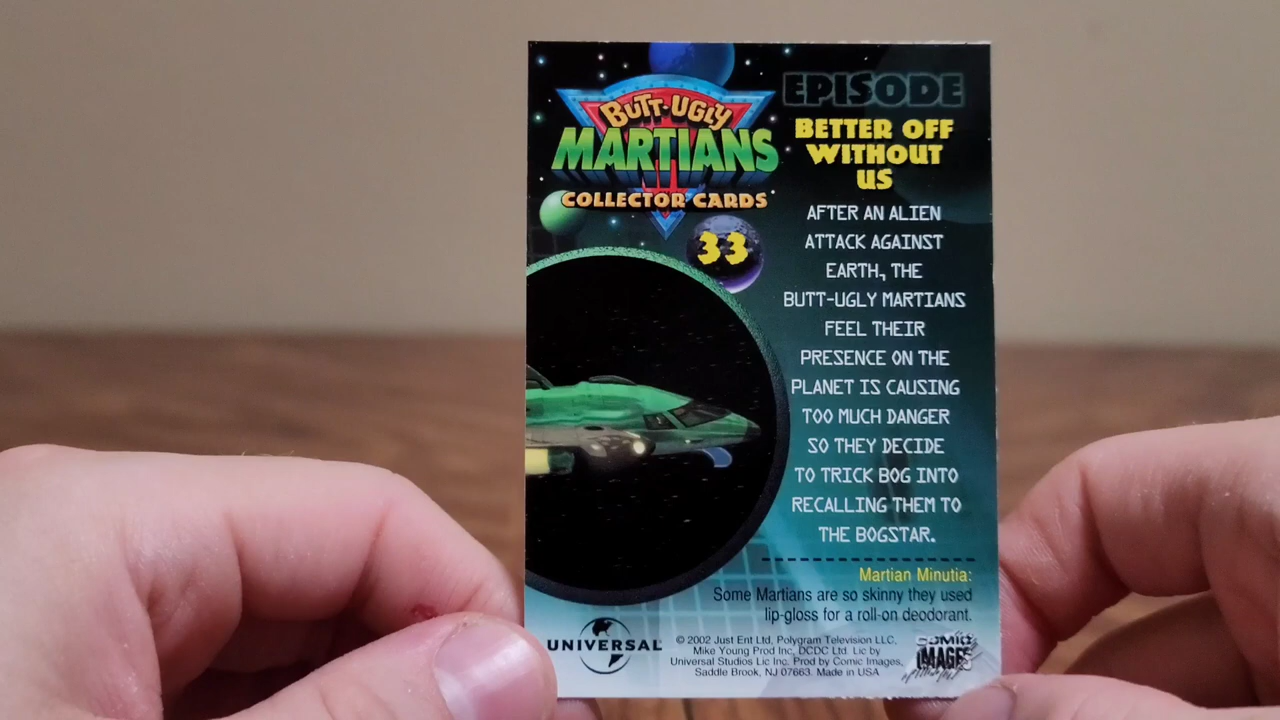 BUTT-UGLY
MARTIANS
COLLECTOR CARDS
33
EPISODE
BETTER OFF
WITHOUT
US
AFTER AN ALIEN
ATTACK AGAINST
EARTH, THE
BUTT-UGLY MARTIANS
FEEL THEIR
PRESENCE ON THE
PLANET IS CAUSING
TOO MUCH DANGER
SO THEY DECIDE
TO TRICK BOG INTO
RECALLING THEM TO
THE BOGSTAR.
Martian Minutia:
Some Martians are so skinny they used
lip-gloss for a roll-on deodorant.
UNIVERSAL
© 2002 Just Ent Ltd, Polygram Television LLC,
Mike Young Prod Inc, DCDC Ltd. Lic by
Universal Studios Lic Inc. Prod by Comic Images,
Saddle Brook, NJ 07663. Made in USA
COMIC
IMAGES